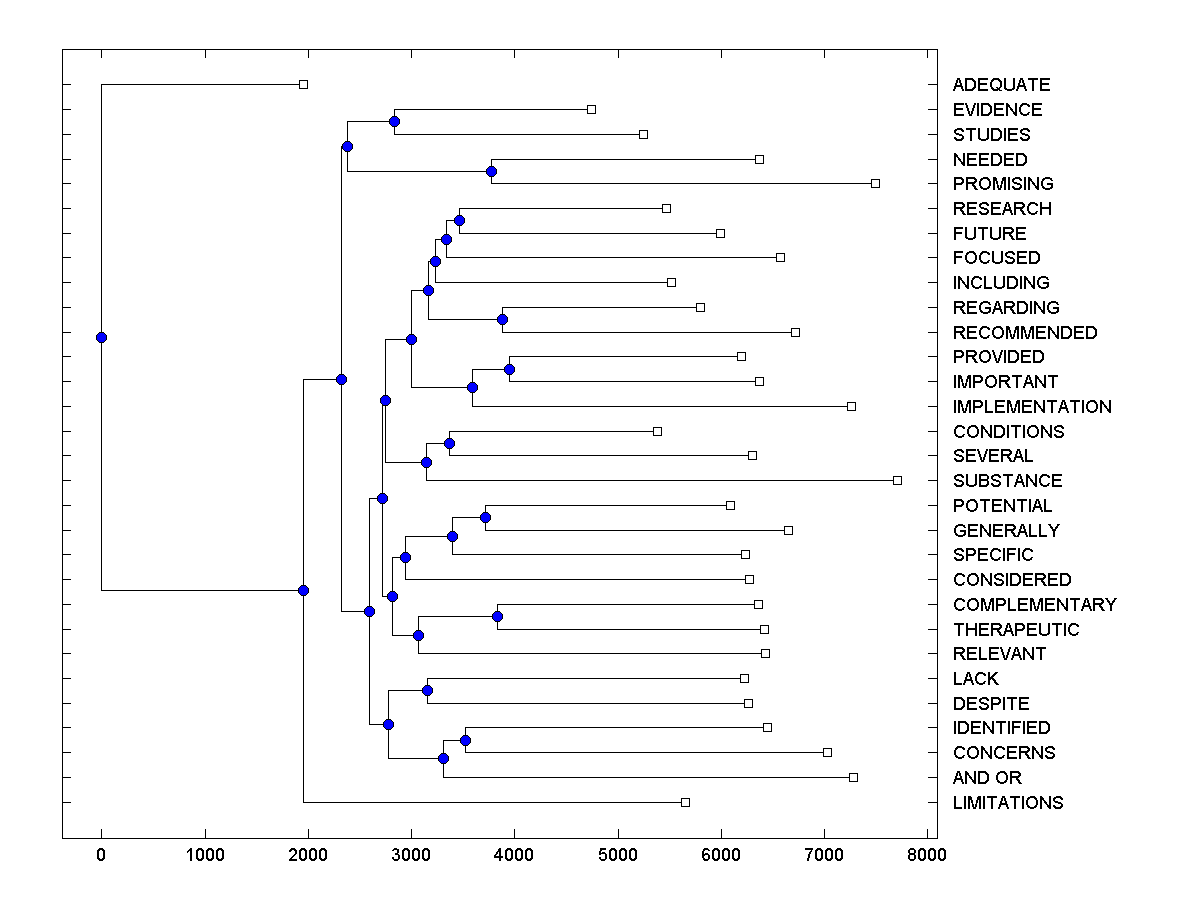 ADEQUATE
EVIDENCE
STUDIES
NEEDED
PROMISING
RESEARCH
FUTURE
FOCUSED
INCLUDING
REGARDING
RECOMMENDED
PROVIDED
IMPORTANT
IMPLEMENTATION
CONDITIONS
SEVERAL
SUBSTANCE
POTENTIAL
GENERALLY
SPECIFIC
CONSIDERED
COMPLEMENTARY
THERAPEUTIC
RELEVANT
LACK
DESPITE
IDENTIFIED
CONCERNS
AND OR
LIMITATIONS
0 1000 2000 3000 4000 5000 6000 7000 8000